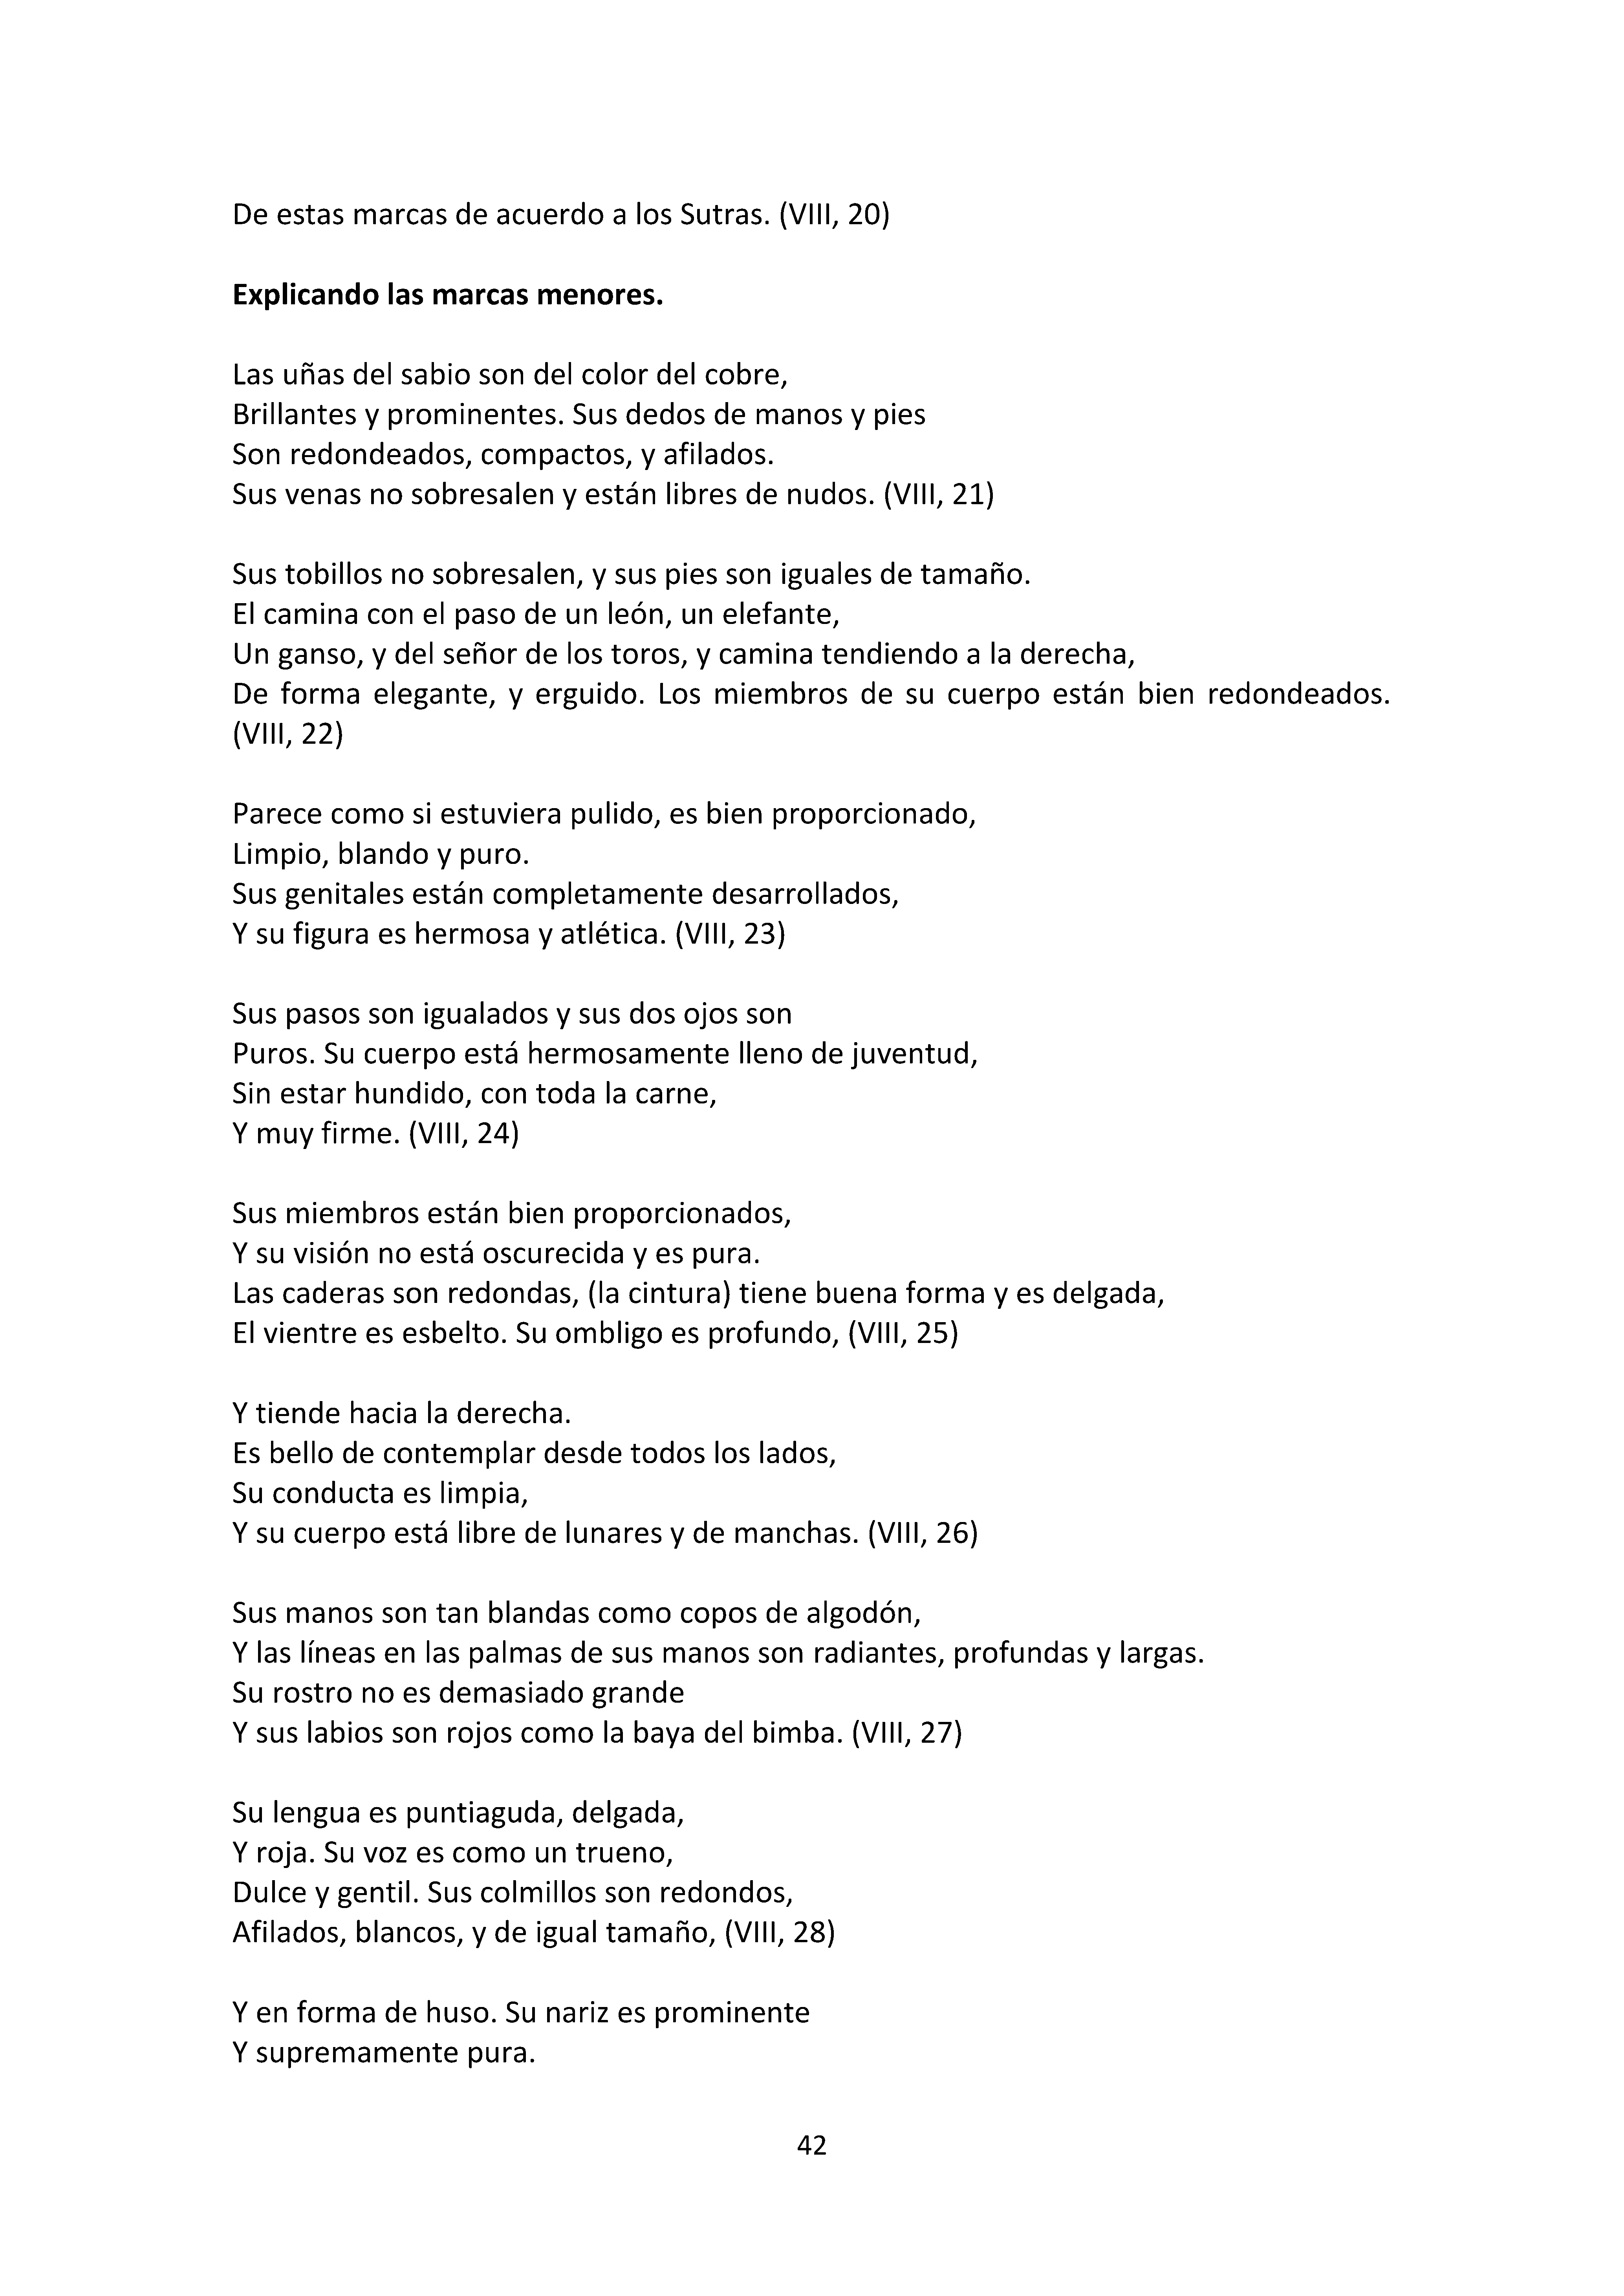 De estas marcas de acuerdo a los Sutras. (VIII, 20)
Explicando las marcas menores.
Las uñas del sabio son del color del cobre,
Brillantes y prominentes. Sus dedos de manos y pies
Son redondeados, compactos, y afilados.
Sus venas no sobresalen y están libres de nudos. (VIII, 21)
Sus tobillos no sobresalen, y sus pies son iguales de tamaño.
El camina con el paso de un león, un elefante,
Un ganso, y del señor de los toros, y camina tendiendo a la derecha,
De forma elegante, y erguido. Los miembros de su cuerpo están bien redondeados.
(VIII, 22)
Parece como si estuviera pulido, es bien proporcionado,
Limpio, blando y puro.
Sus genitales están completamente desarrollados,
Y su figura es hermosa y atlética. (VIII, 23)
Sus pasos son igualados y sus dos ojos son
Puros. Su cuerpo está hermosamente lleno de juventud,
Sin estar hundido, con toda la carne,
Y muy firme. (VIII, 24)
Sus miembros están bien proporcionados,
Y su visión no está oscurecida y es pura.
Las caderas son redondas, (la cintura) tiene buena forma y es delgada,
El vientre es esbelto. Su ombligo es profundo, (VIII, 25)
Y tiende hacia la derecha.
Es bello de contemplar desde todos los lados,
Su conducta es limpia,
Y su cuerpo está libre de lunares y de manchas. (VIII, 26)
Sus manos son tan blandas como copos de algodón,
Y las líneas en las palmas de sus manos son radiantes, profundas y largas.
Su rostro no es demasiado grande
Y sus labios son rojos como la baya del bimba. (VIII, 27)
Su lengua es puntiaguda, delgada,
Y roja. Su voz es como un trueno,
Dulce y gentil. Sus colmillos son redondos,
Afilados, blancos, y de igual tamaño, (VIII, 28)
Y en forma de huso. Su nariz es prominente
Y supremamente pura.
42